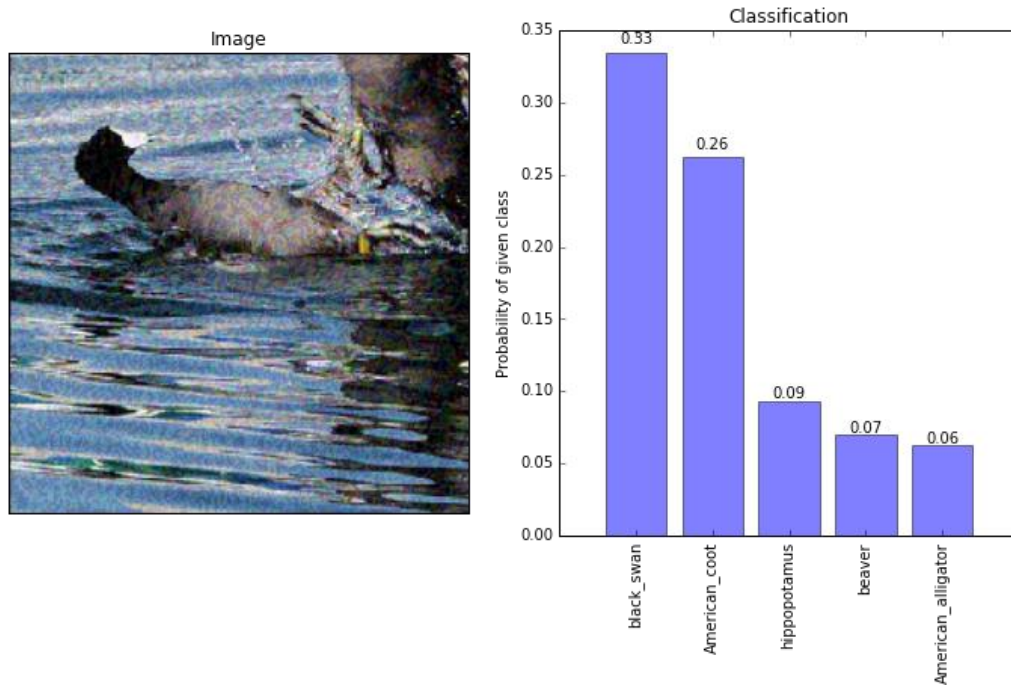 Image
Classification
Probability of given class
0.35
0.30
0.25
0.20
0.15
0.10
0.05
0.00
0.33
0.26
0.09
0.07
0.06
black_swan
American_coot
hippopotamus
beaver
American_alligator